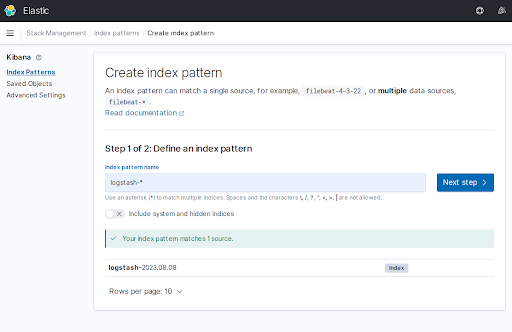 Elastic
Stack Management / Index patterns / Create index pattern
Kibana
Index Patterns
Saved Objects
Advanced Settings
Create index pattern
An index pattern can match a single source, for example, filebeat-4-3-22 , or multiple data sources,
filebeat-* .
Read documentation
Step 1 of 2: Define an index pattern
Index pattern name
logstash-*
Next step
Use an asterisk (*) to match multiple indices. Spaces and the characters \, /, ?, ", <, >, | are not allowed.
Include system and hidden indices
Your index pattern matches 1 source.
logstash-2023.08.08 Index
Rows per page: 10